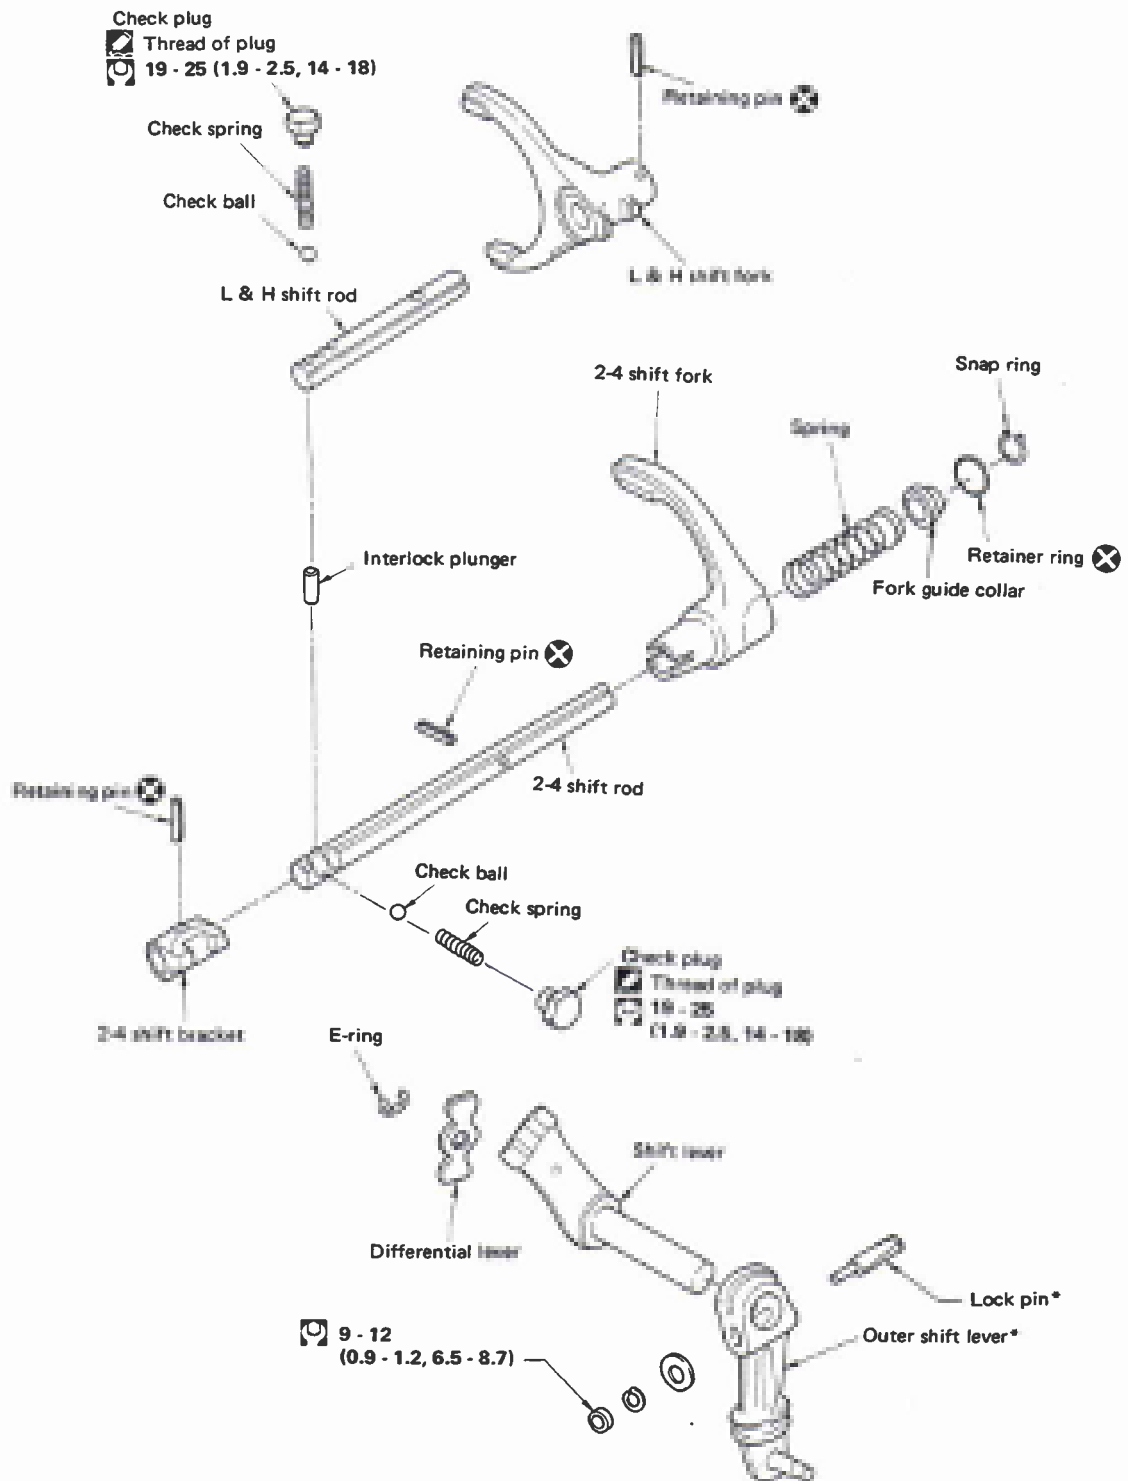 Check plug
Thread of plug
19 - 25 (1.9 - 2.5, 14 - 18)
Retaining pin
Check spring
Check ball
L & H shift fork
L & H shift rod
2-4 shift fork
Snap ring
Spring
Interlock plunger
Retainer ring
Fork guide collar
Retaining pin
2-4 shift rod
Retaining pin
Check ball
Check spring
Check plug
Thread of plug
19 - 25
(1.9 - 2.5, 14 - 18)
2-4 shift bracket
E-ring
Shift lever
Differential lever
Lock pin*
9 - 12
(0.9 - 1.2, 6.5 - 8.7)
Outer shift lever*